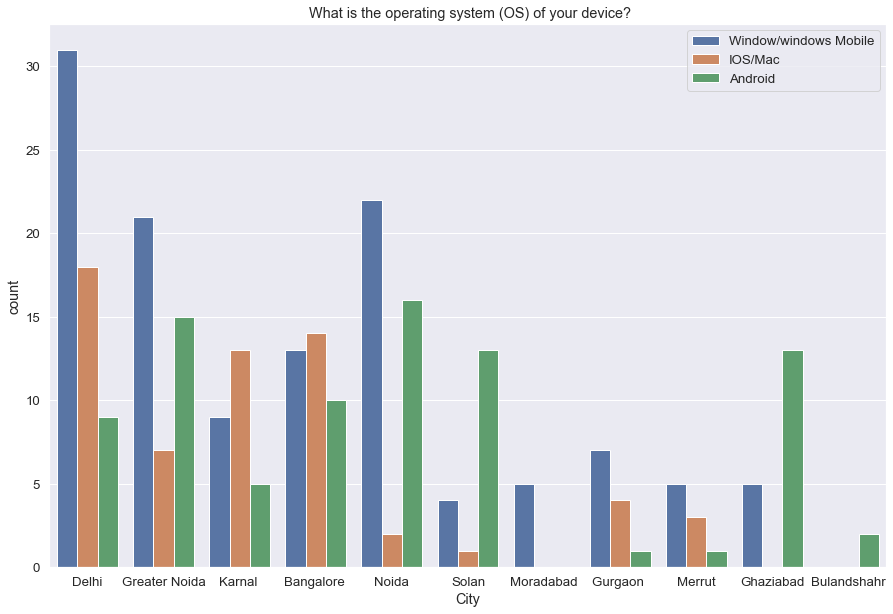 What is the operating system (OS) of your device?
Window/windows Mobile
IOS/Mac
Android
30
25
20
15
10
5
0
count
Delhi Greater Noida Karnal Bangalore Noida Solan Moradabad Gurgaon Merrut Ghaziabad Bulandshahr
City